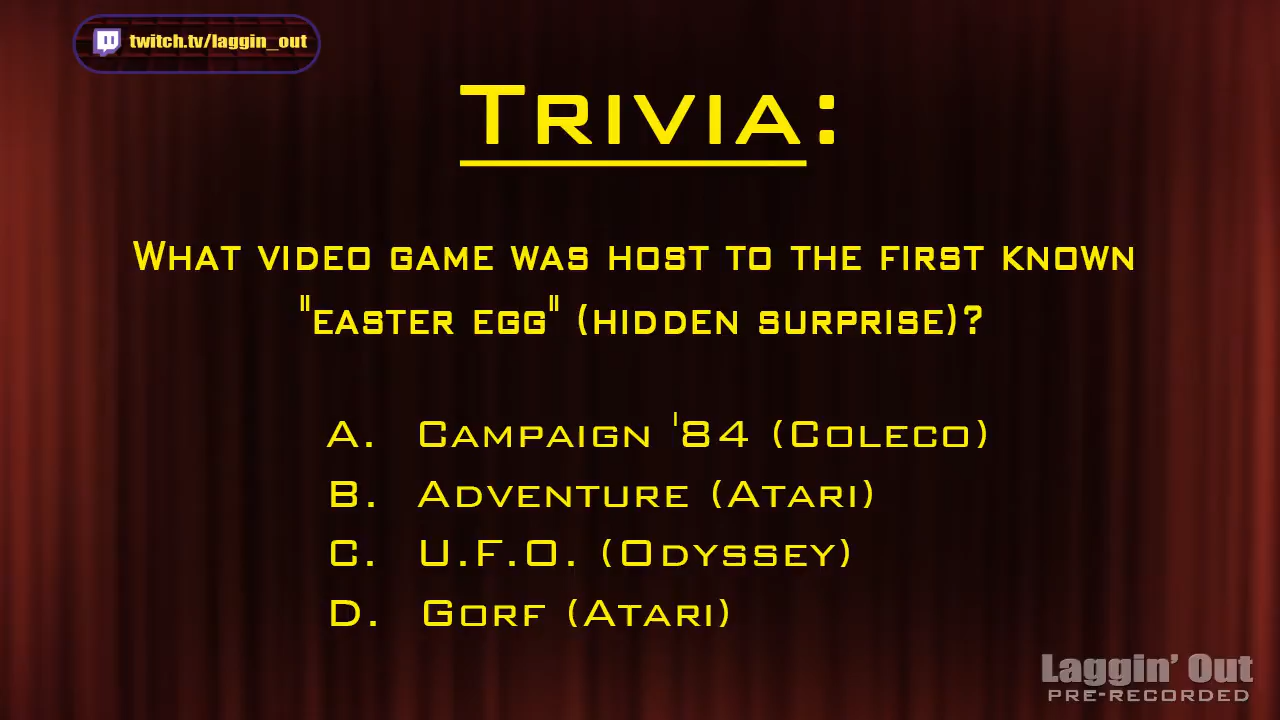 twitch.tv/laggin_out
Trivia:
What video game was host to the first known
"easter egg" (hidden surprise)?
A. Campaign '84 (Coleco)
B. Adventure (Atari)
C. U.F.O. (Odyssey)
D. Gorf (Atari)
Laggin' Out
PRE-RECORDED